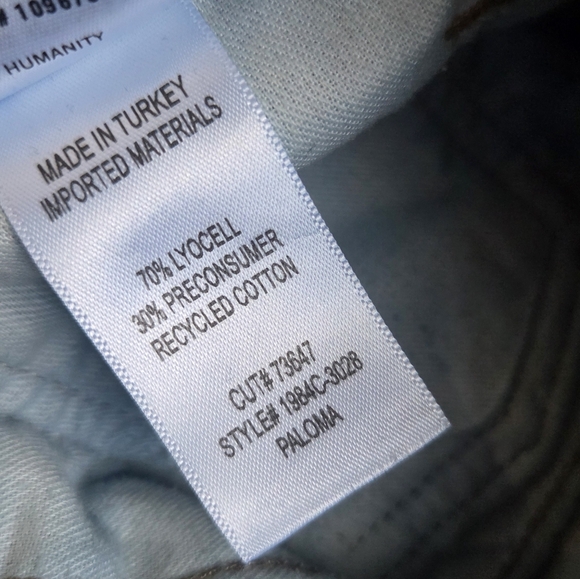 HUMANITY
MADE IN TURKEY
IMPORTED MATERIALS
70% LYOCELL
30% PRECONSUMER
RECYCLED COTTON
CUT# 73647
STYLE# 1984C-3028
PALOMA